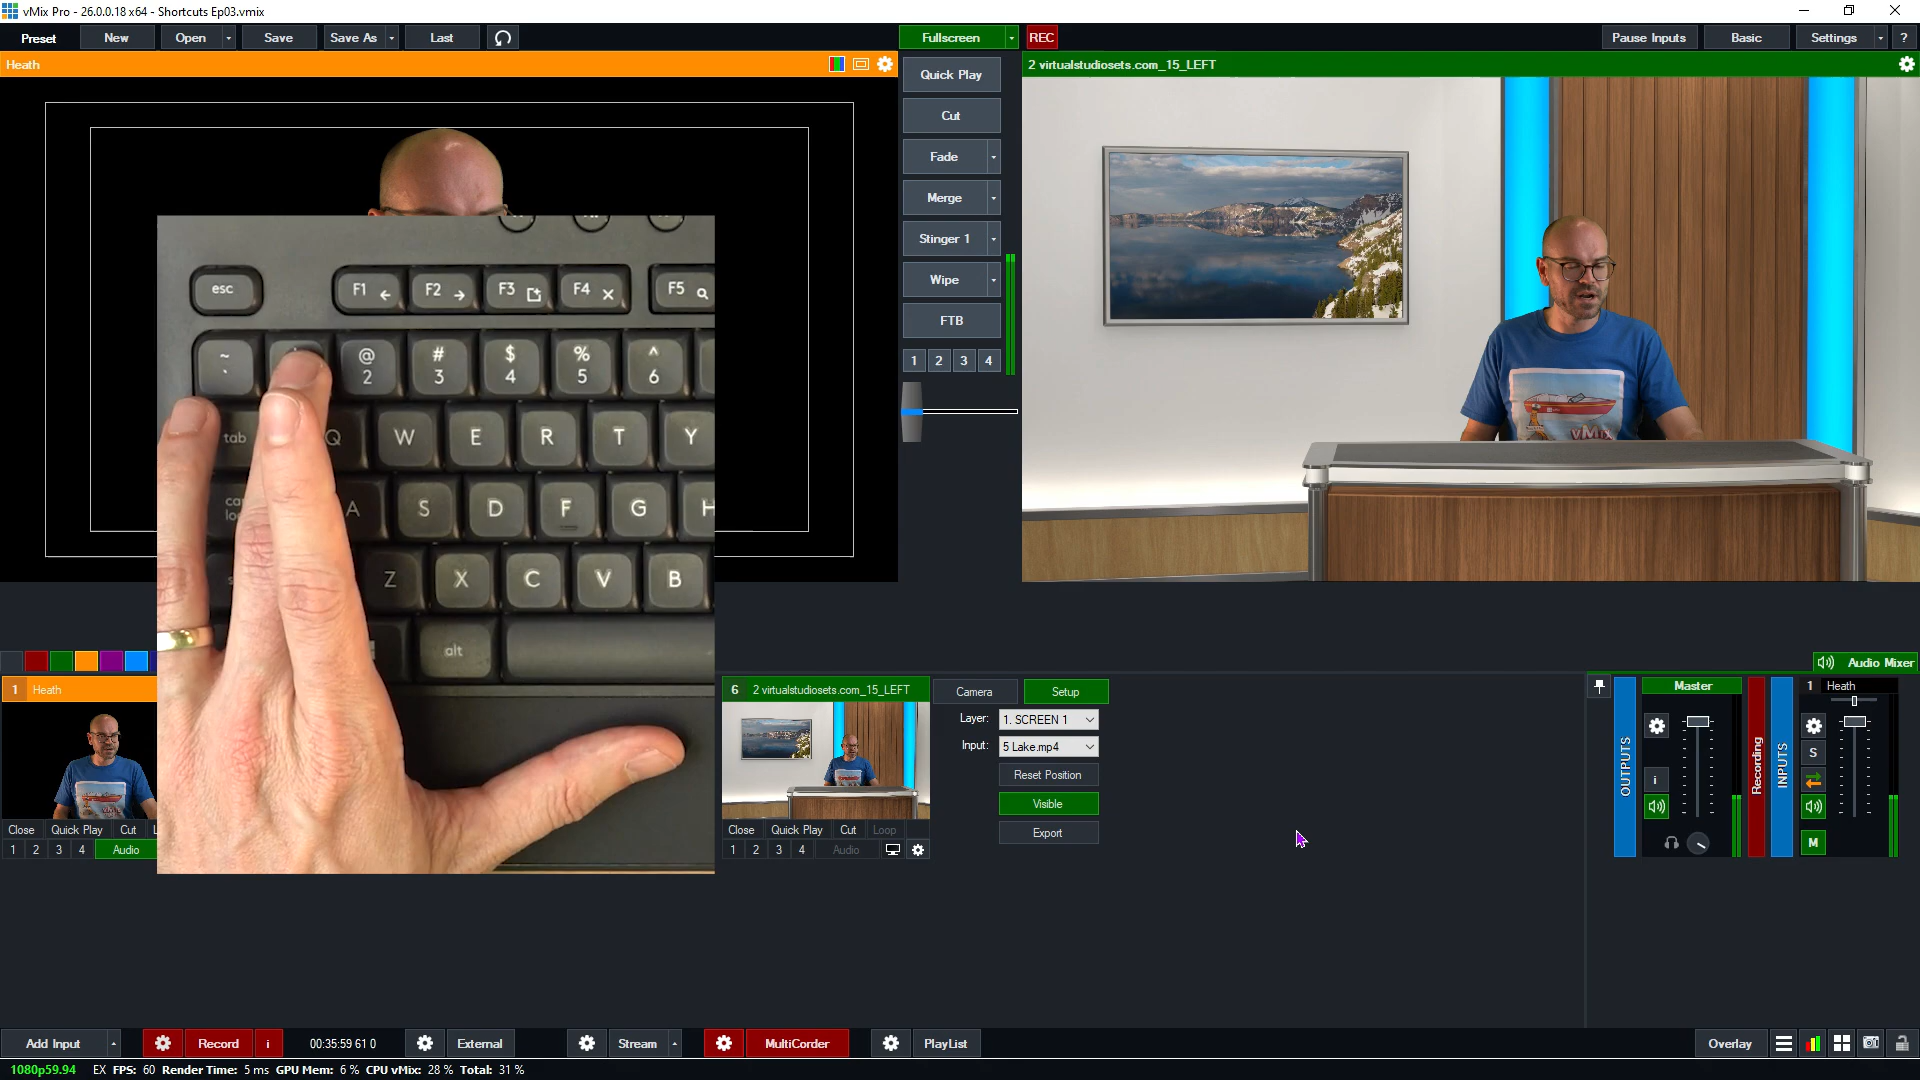 vMix Pro - 26.0.0.18 x64 - Shortcuts Ep03.vmix
Preset New Open Save Save As Last Fullscreen REC Pause Inputs Basic Settings ?
Heath
2 virtualstudiosets.com_15_LEFT
Quick Play
Cut
Fade
Merge
Stinger 1
Wipe
FTB
1 2 3 4
esc F1 F2 F3 F4 F5
~ ` @ 2 # 3 $ 4 % 5 ^ 6
tab Q W E R T Y
A S D F G H
Z X C V B
alt
vMix
Audio Mixer
1 Heath
6 2 virtualstudiosets.com_15_LEFT
Camera Setup
Layer: 1. SCREEN 1
Input: 5 Lake.mp4
Reset Position
Visible
Export
Close Quick Play Cut
1 2 3 4 Audio
Close Quick Play Cut Loop
1 2 3 4 Audio
OUTPUTS
Master
i
Recording
INPUTS
1 Heath
S
M
Add Input Record i 00:35:59 61 0 External Stream MultiCorder PlayList Overlay
1080p59.94 EX FPS: 60 Render Time: 5 ms GPU Mem: 6 % CPU vMix: 28 % Total: 31 %